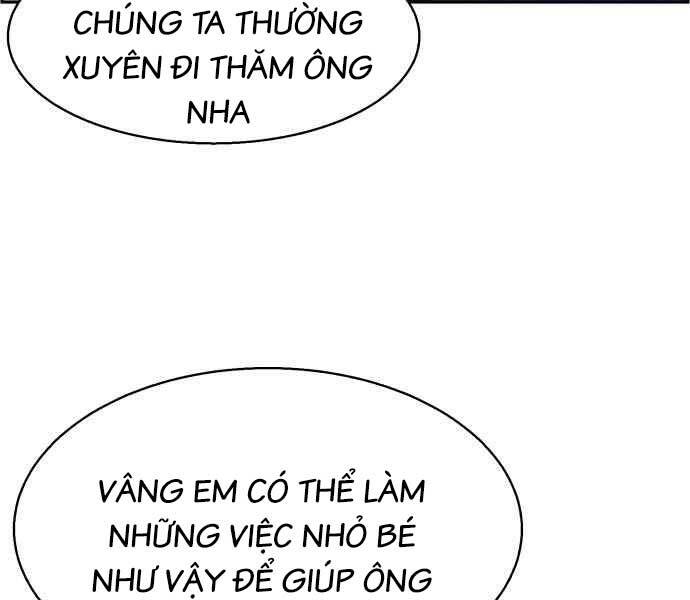 CHÚNG TA THƯỜNG
XUYÊN ĐI THĂM ÔNG
NHA
VÂNG EM CÓ THỂ LÀM
NHỮNG VIỆC NHỎ BÉ
NHƯ VẬY ĐỂ GIÚP ÔNG